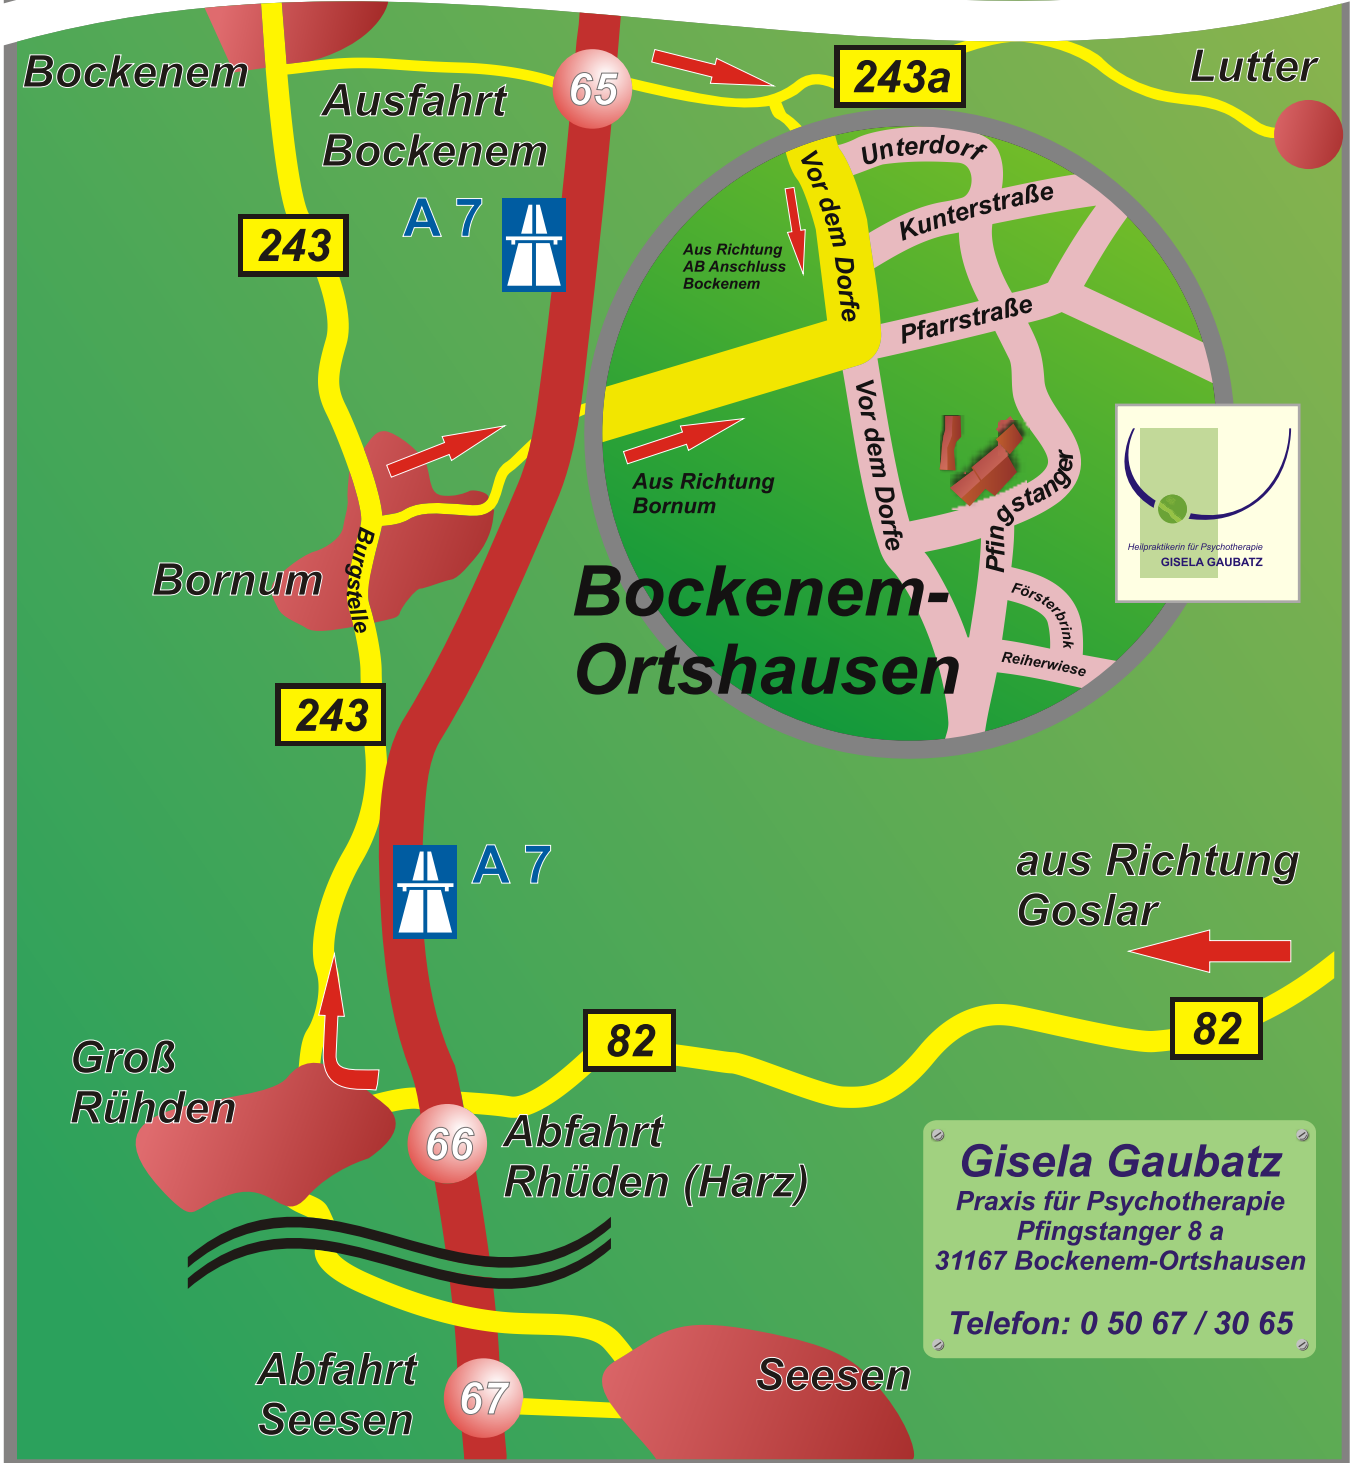 Bockenem
Ausfahrt
Bockenem
65
243a
Lutter
A 7
243
Unterdorf
Kunterstraße
Vor dem Dorfe
Aus Richtung
AB Anschluss
Bockenem
Pfarrstraße
Vor dem Dorfe
Aus Richtung
Bornum
Pfingstanger
Försterbrink
Reiherwiese
Bockenem-
Ortshausen
Heilpraktikerin für Psychotherapie
GISELA GAUBATZ
Bornum
Burgstelle
243
A 7
aus Richtung
Goslar
82
82
Groß
Rühden
66
Abfahrt
Rhüden (Harz)
Gisela Gaubatz
Praxis für Psychotherapie
Pfingstanger 8 a
31167 Bockenem-Ortshausen
Telefon: 0 50 67 / 30 65
Abfahrt
Seesen
67
Seesen